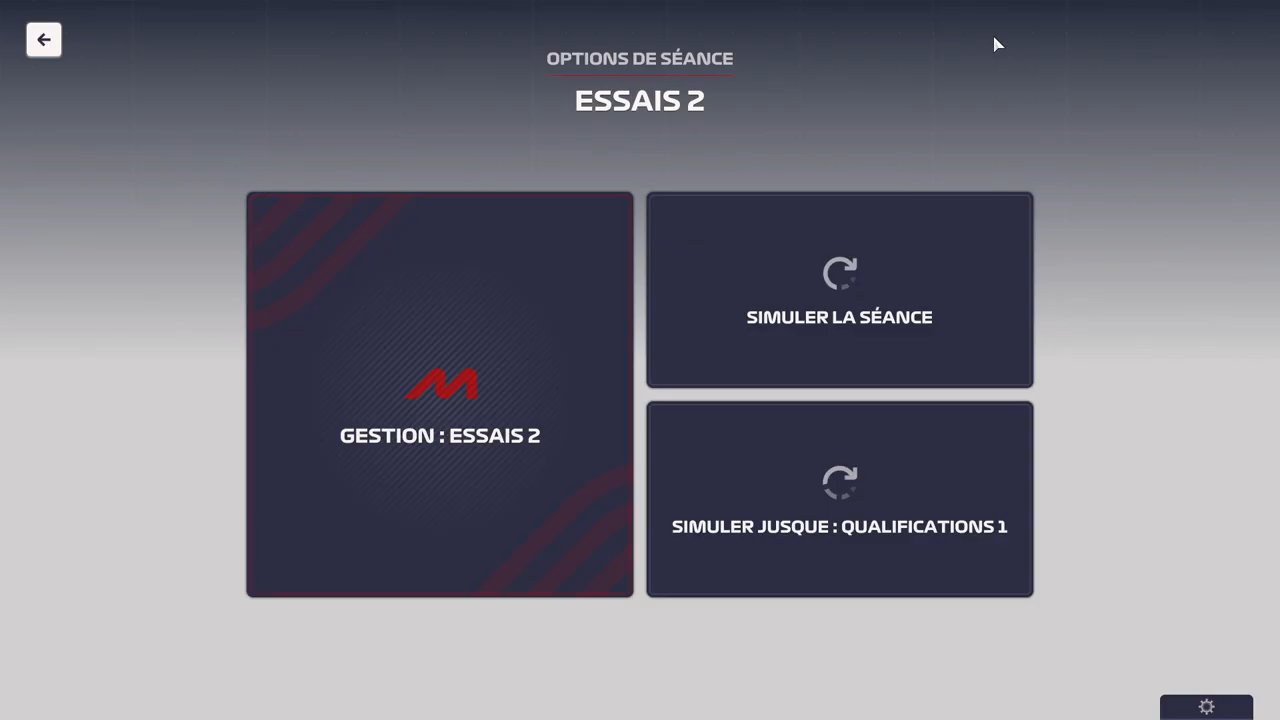 OPTIONS DE SÉANCE
ESSAIS 2
GESTION : ESSAIS 2
SIMULER LA SÉANCE
SIMULER JUSQUE : QUALIFICATIONS 1